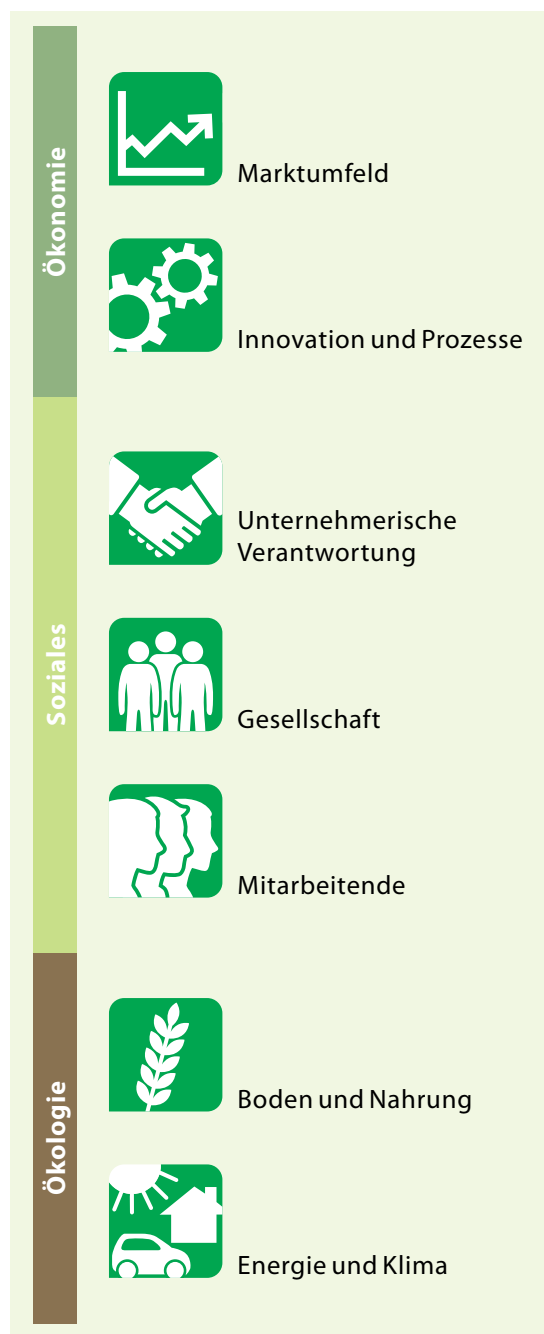 Ökonomie
Marktumfeld
Innovation und Prozesse
Soziales
Unternehmerische
Verantwortung
Gesellschaft
Mitarbeitende
Ökologie
Boden und Nahrung
Energie und Klima